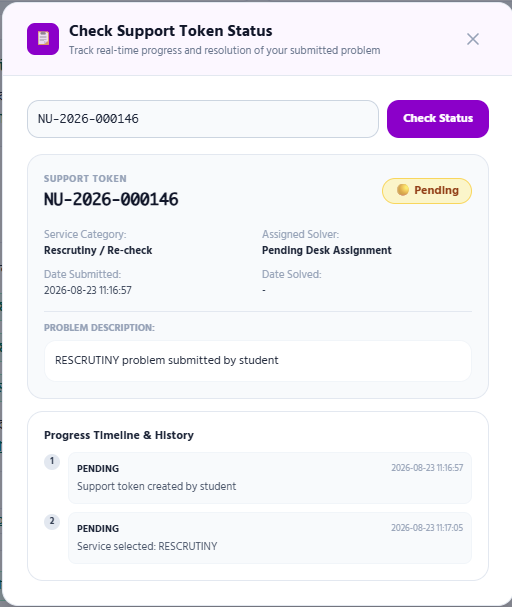 Check Support Token Status
Track real-time progress and resolution of your submitted problem
NU-2026-000146
Check Status
SUPPORT TOKEN
NU-2026-000146
Pending
Service Category:
Rescrutiny / Re-check
Assigned Solver:
Pending Desk Assignment
Date Submitted:
2026-08-23 11:16:57
Date Solved:
-
PROBLEM DESCRIPTION:
RESCRUTINY problem submitted by student
Progress Timeline & History
1
PENDING
2026-08-23 11:16:57
Support token created by student
2
PENDING
2026-08-23 11:17:05
Service selected: RESCRUTINY